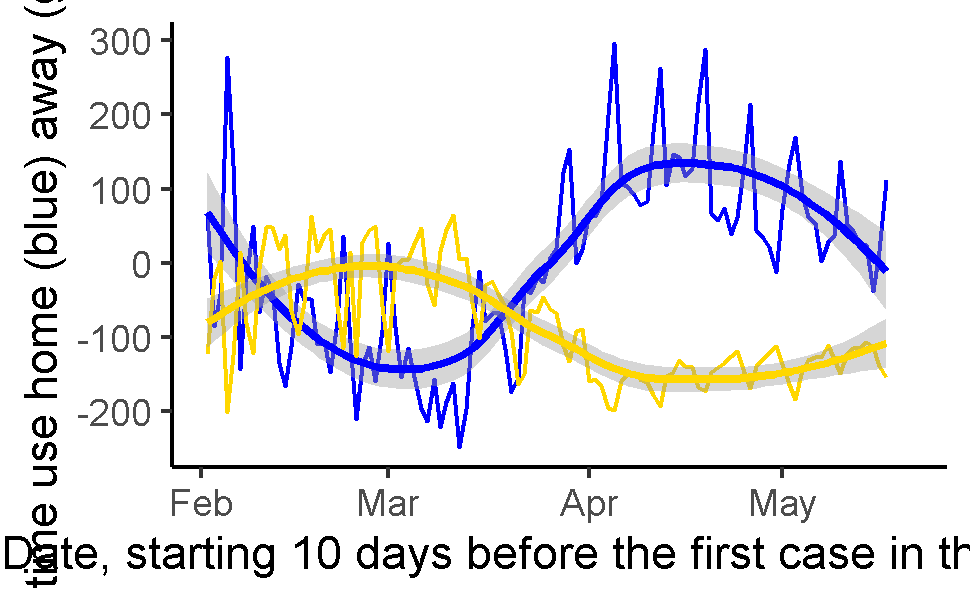 time use home (blue) away (
300
200
100
0
-100
-200
Feb Mar Apr May
Date, starting 10 days before the first case in th